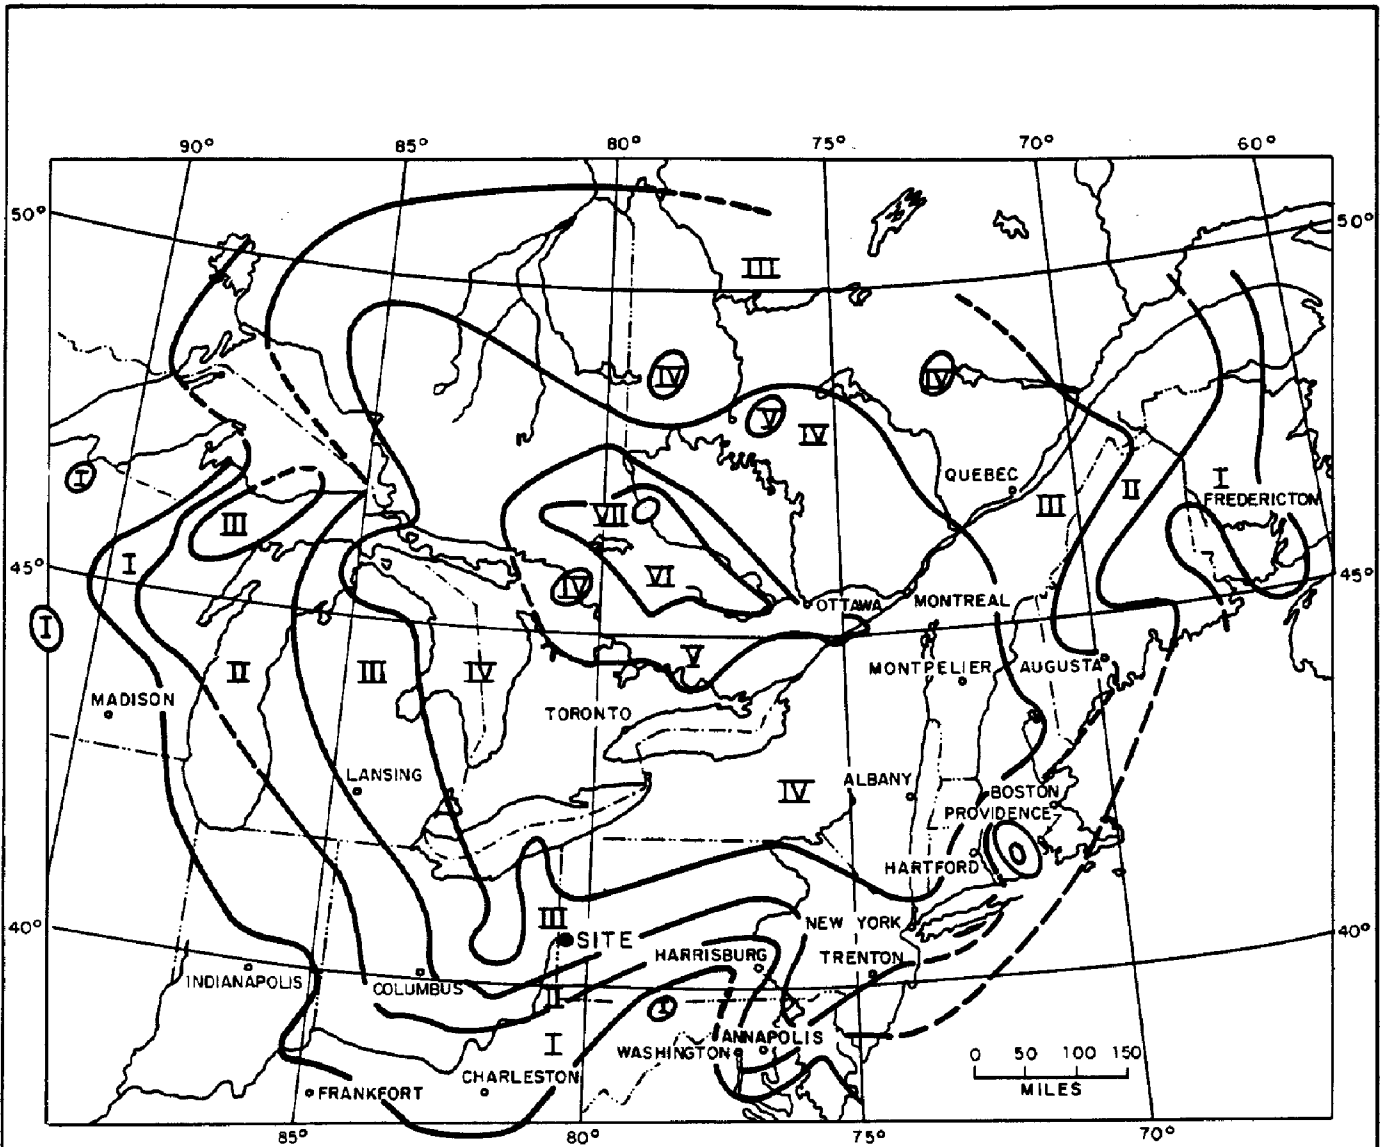 90° 85° 80° 75° 70° 60°
50° 50°
III
IV IV
V IV
I QUEBEC I
III II FREDERICTON
III VII
I 45° IV VI 45°
OTTAWA MONTREAL
I
II III IV V MONTPELIER AUGUSTA
MADISON
TORONTO
LANSING IV ALBANY
BOSTON
PROVIDENCE
HARTFORD
III NEW YORK
40° SITE 40°
HARRISBURG TRENTON
INDIANAPOLIS COLUMBUS
II
I
I WASHINGTON ANNAPOLIS
0 50 100 150
MILES
CHARLESTON
FRANKFORT
85° 80° 75° 70°